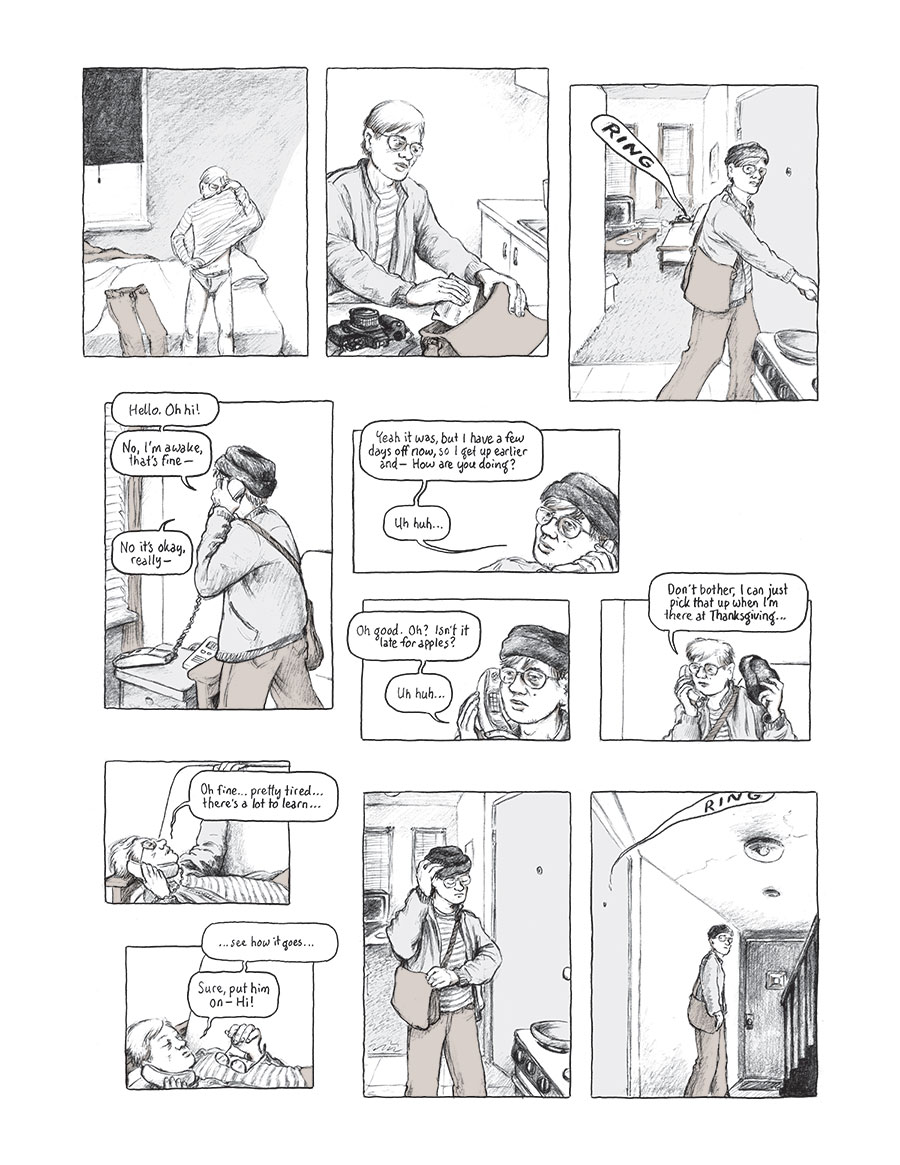 RING
Hello. Oh hi!
No, I'm awake,
that's fine—
No it's okay,
really—
Yeah it was, but I have a few
days off now, so I get up earlier
and— How are you doing?
Uh huh...
Oh good. Oh? Isn't it
late for apples?
Uh huh...
Don't bother, I can just
pick that up when I'm
there at Thanksgiving...
Oh fine... pretty tired...
there's a lot to learn...
...see how it goes...
Sure, put him
on— Hi!
RING